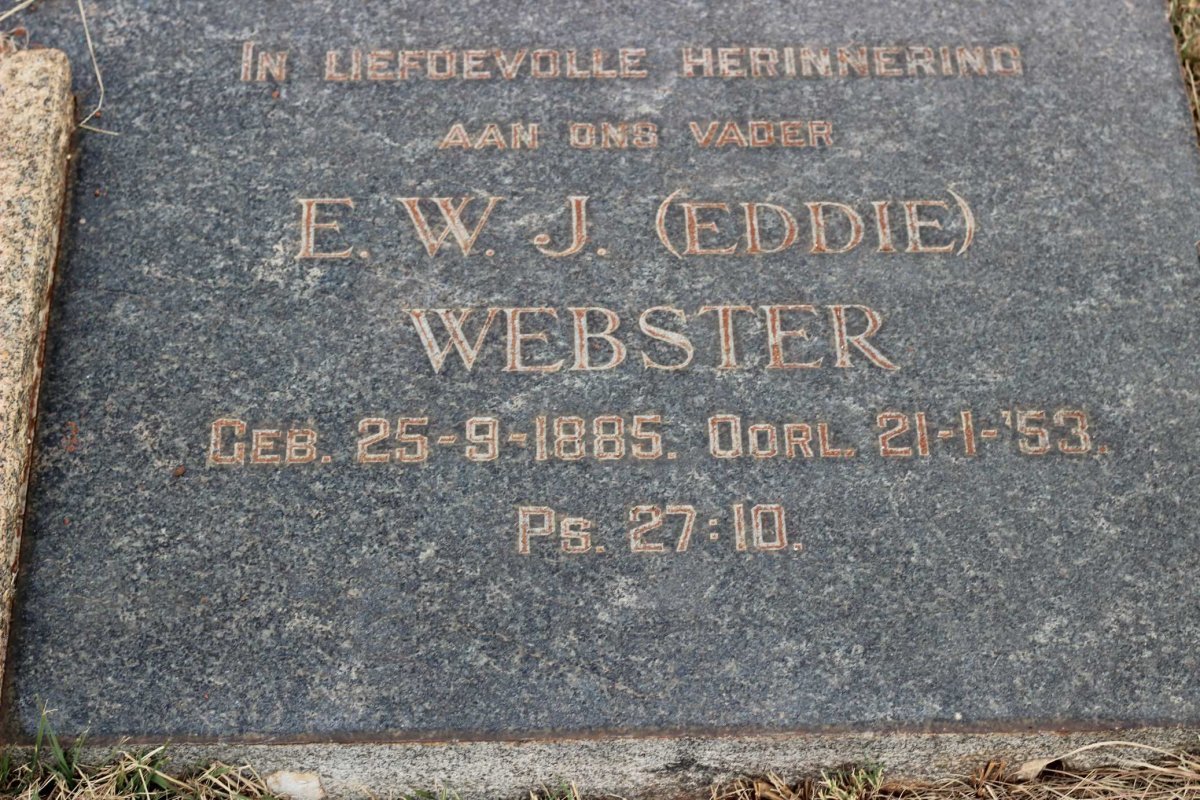 IN LIEFDEVOLLE HERINNERING
AAN ONS VADER
E. W. J. (EDDIE)
WEBSTER
GEB. 25-9-1885. OORL. 21-1-'53.
PS. 27:10.